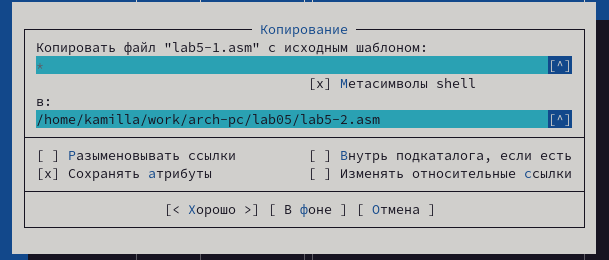 Копирование
Копировать файл "lab5-1.asm" с исходным шаблоном:
* [^]
[x] Метасимволы shell
в:
/home/kamilla/work/arch-pc/lab05/lab5-2.asm [^]
[ ] Разыменовывать ссылки [ ] Внутрь подкаталога, если есть
[x] Сохранять атрибуты [ ] Изменять относительные ссылки
[< Хорошо >] [ В фоне ] [ Отмена ]